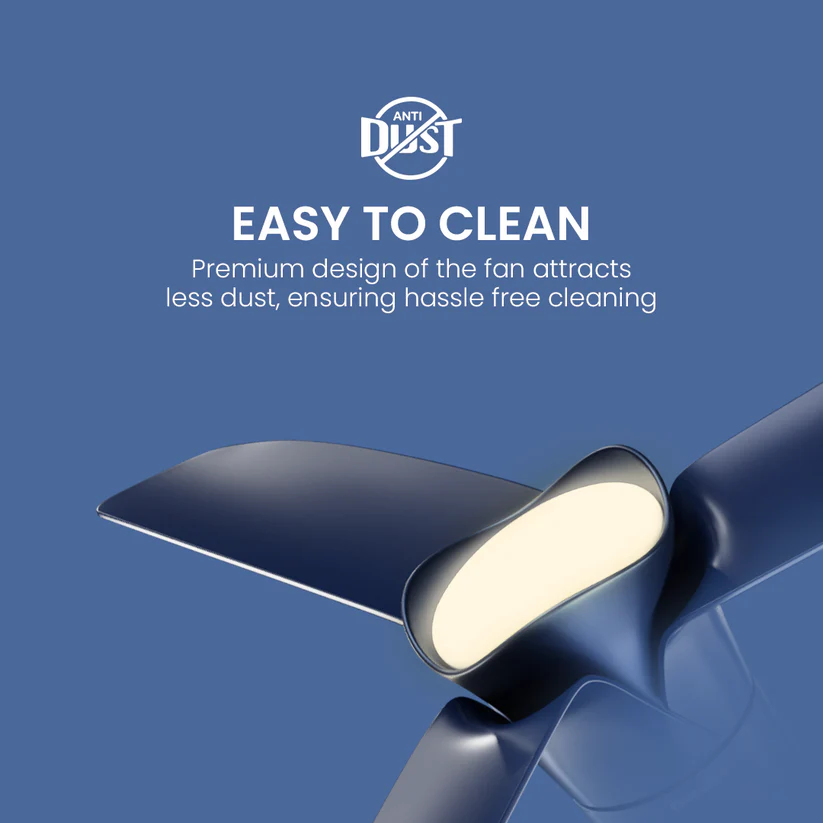 ANTI
DUST
EASY TO CLEAN
Premium design of the fan attracts
less dust, ensuring hassle free cleaning